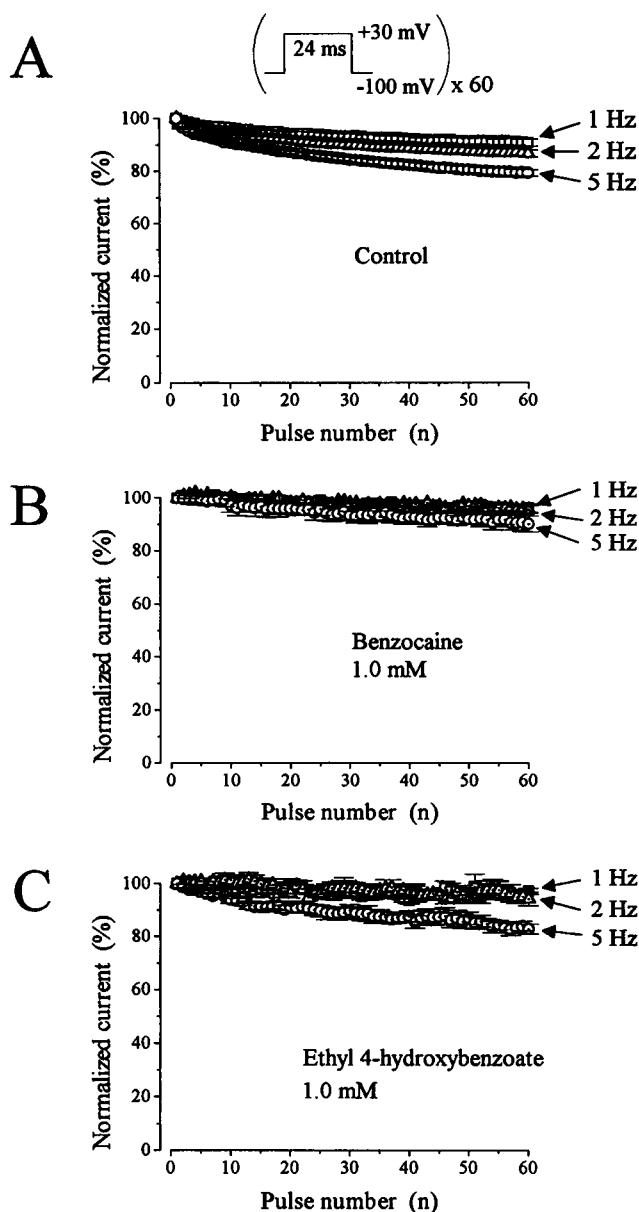 A
24 ms
+30 mV
-100 mV
x 60
Normalized current (%)
100
80
60
40
20
0
1 Hz
2 Hz
5 Hz
Control
0 10 20 30 40 50 60
Pulse number (n)
B
Normalized current (%)
100
80
60
40
20
0
1 Hz
2 Hz
5 Hz
Benzocaine
1.0 mM
0 10 20 30 40 50 60
Pulse number (n)
C
Normalized current (%)
100
80
60
40
20
0
1 Hz
2 Hz
5 Hz
Ethyl 4-hydroxybenzoate
1.0 mM
0 10 20 30 40 50 60
Pulse number (n)